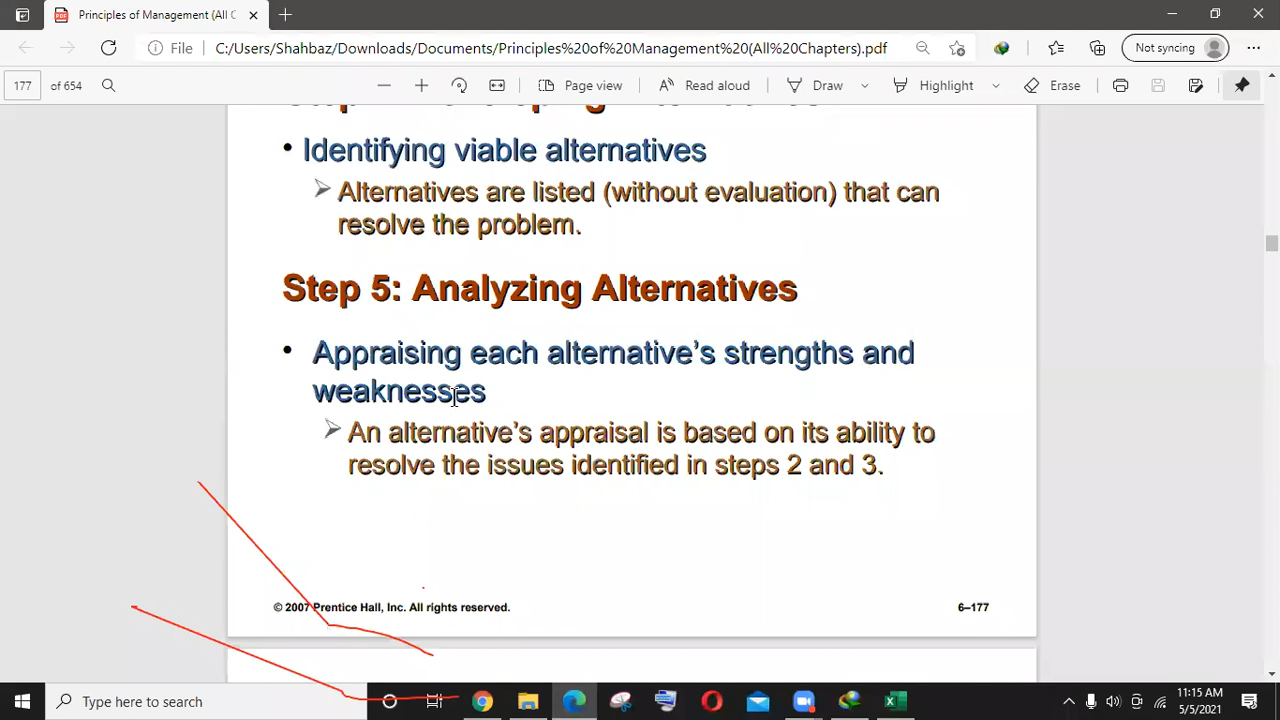 Principles of Management (All C
File
C:/Users/Shahbaz/Downloads/Documents/Principles%20of%20Management%20(All%20Chapters).pdf
Not syncing
177 of 654
Page view
Read aloud
Draw
Highlight
Erase
• Identifying viable alternatives
Alternatives are listed (without evaluation) that can
resolve the problem.
Step 5: Analyzing Alternatives
• Appraising each alternative’s strengths and
weaknesses
An alternative’s appraisal is based on its ability to
resolve the issues identified in steps 2 and 3.
© 2007 Prentice Hall, Inc. All rights reserved.
6–177
Type here to search
11:15 AM
5/5/2021